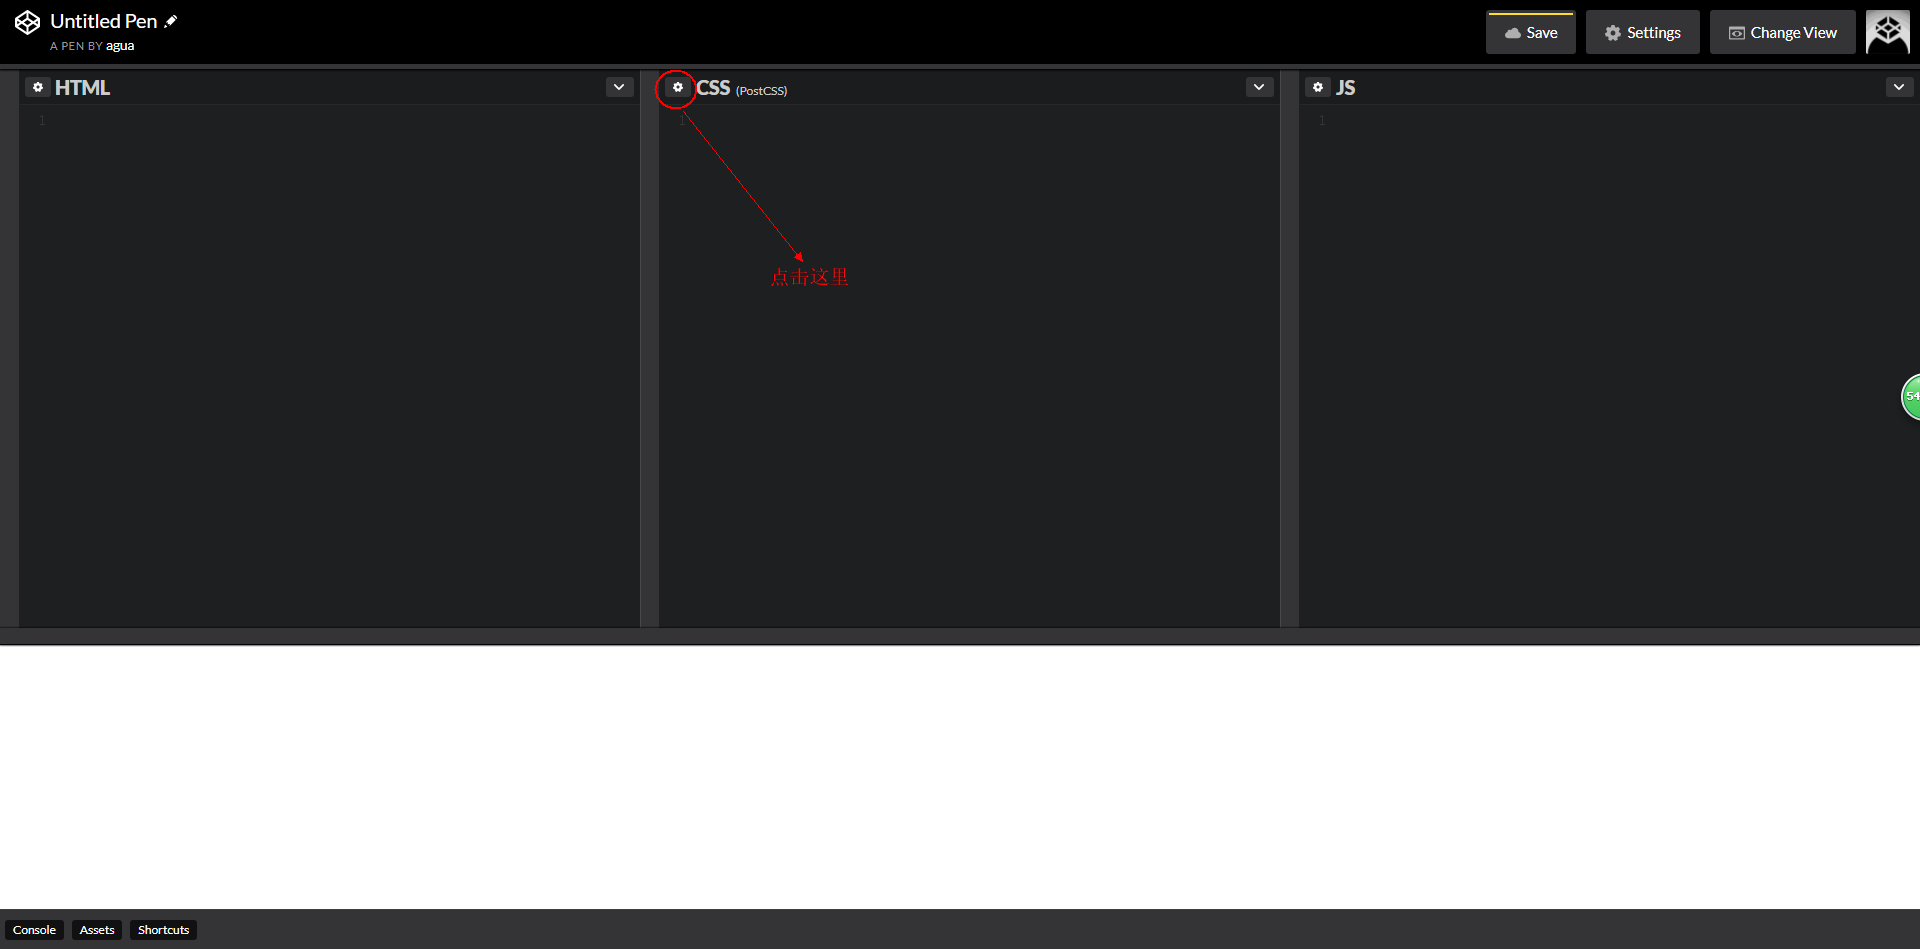 Untitled Pen
A PEN BY agua
Save
Settings
Change View
HTML
CSS (PostCSS)
JS
1
1
1
点击这里
54
Console
Assets
Shortcuts